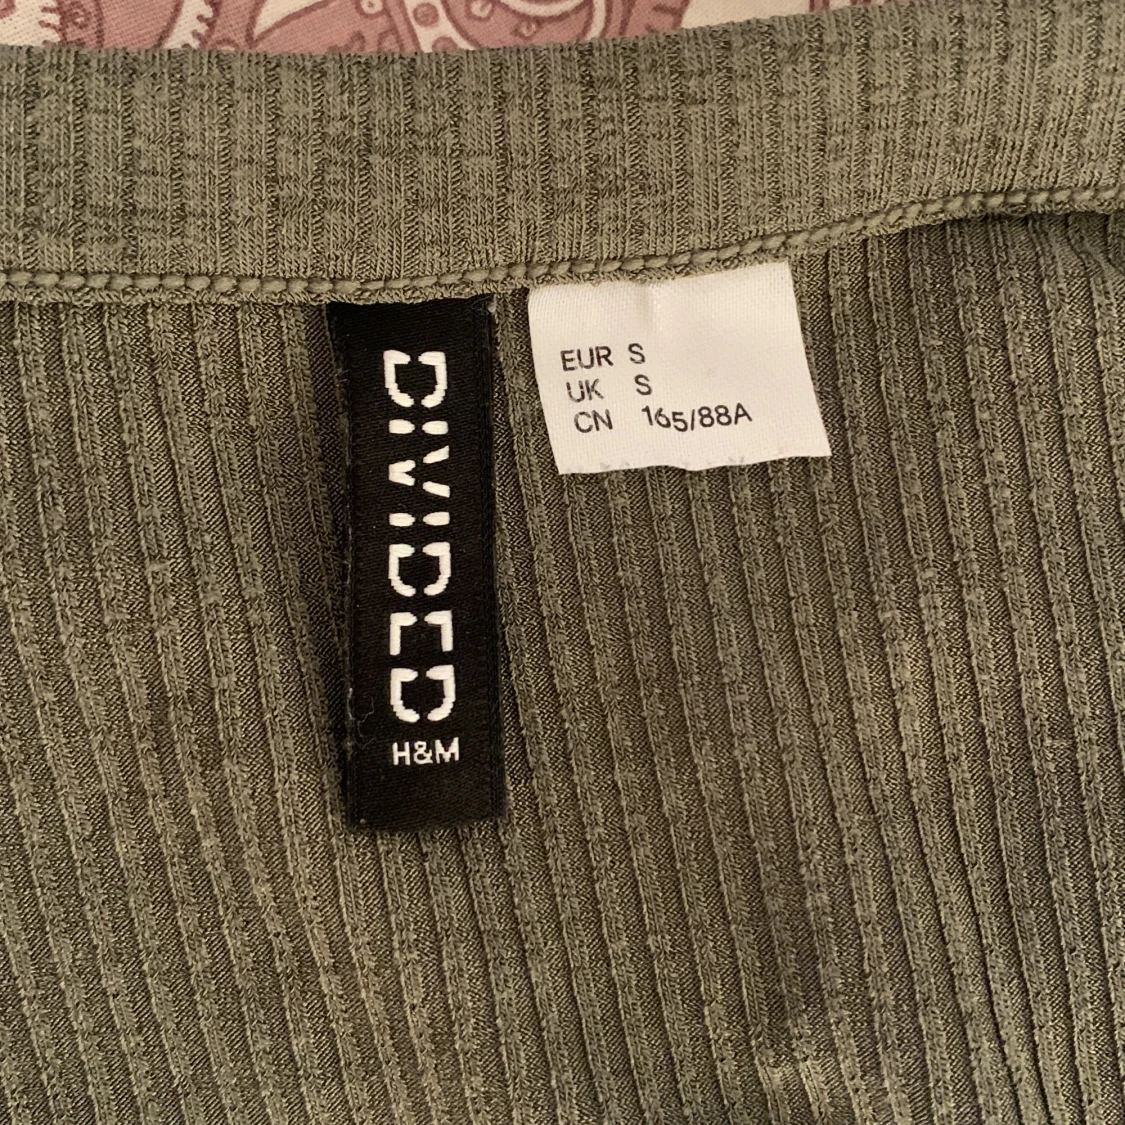 DIVIDED
H&M
EUR S
UK S
CN 165/88A